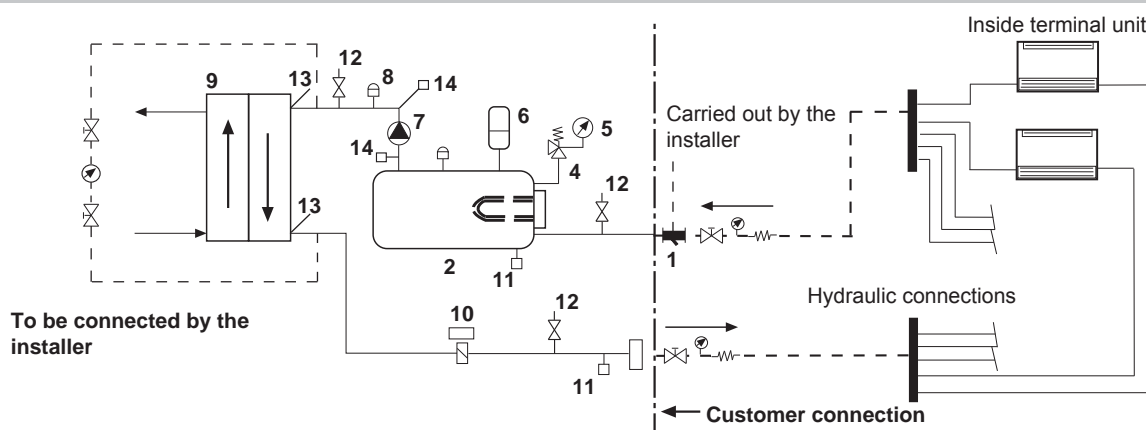 Inside terminal unit
12
8
14
9
13
7
6
5
Carried out by the
installer
14
4
12
13
2
11
1
To be connected by the
installer
10
12
Hydraulic connections
11
Customer connection